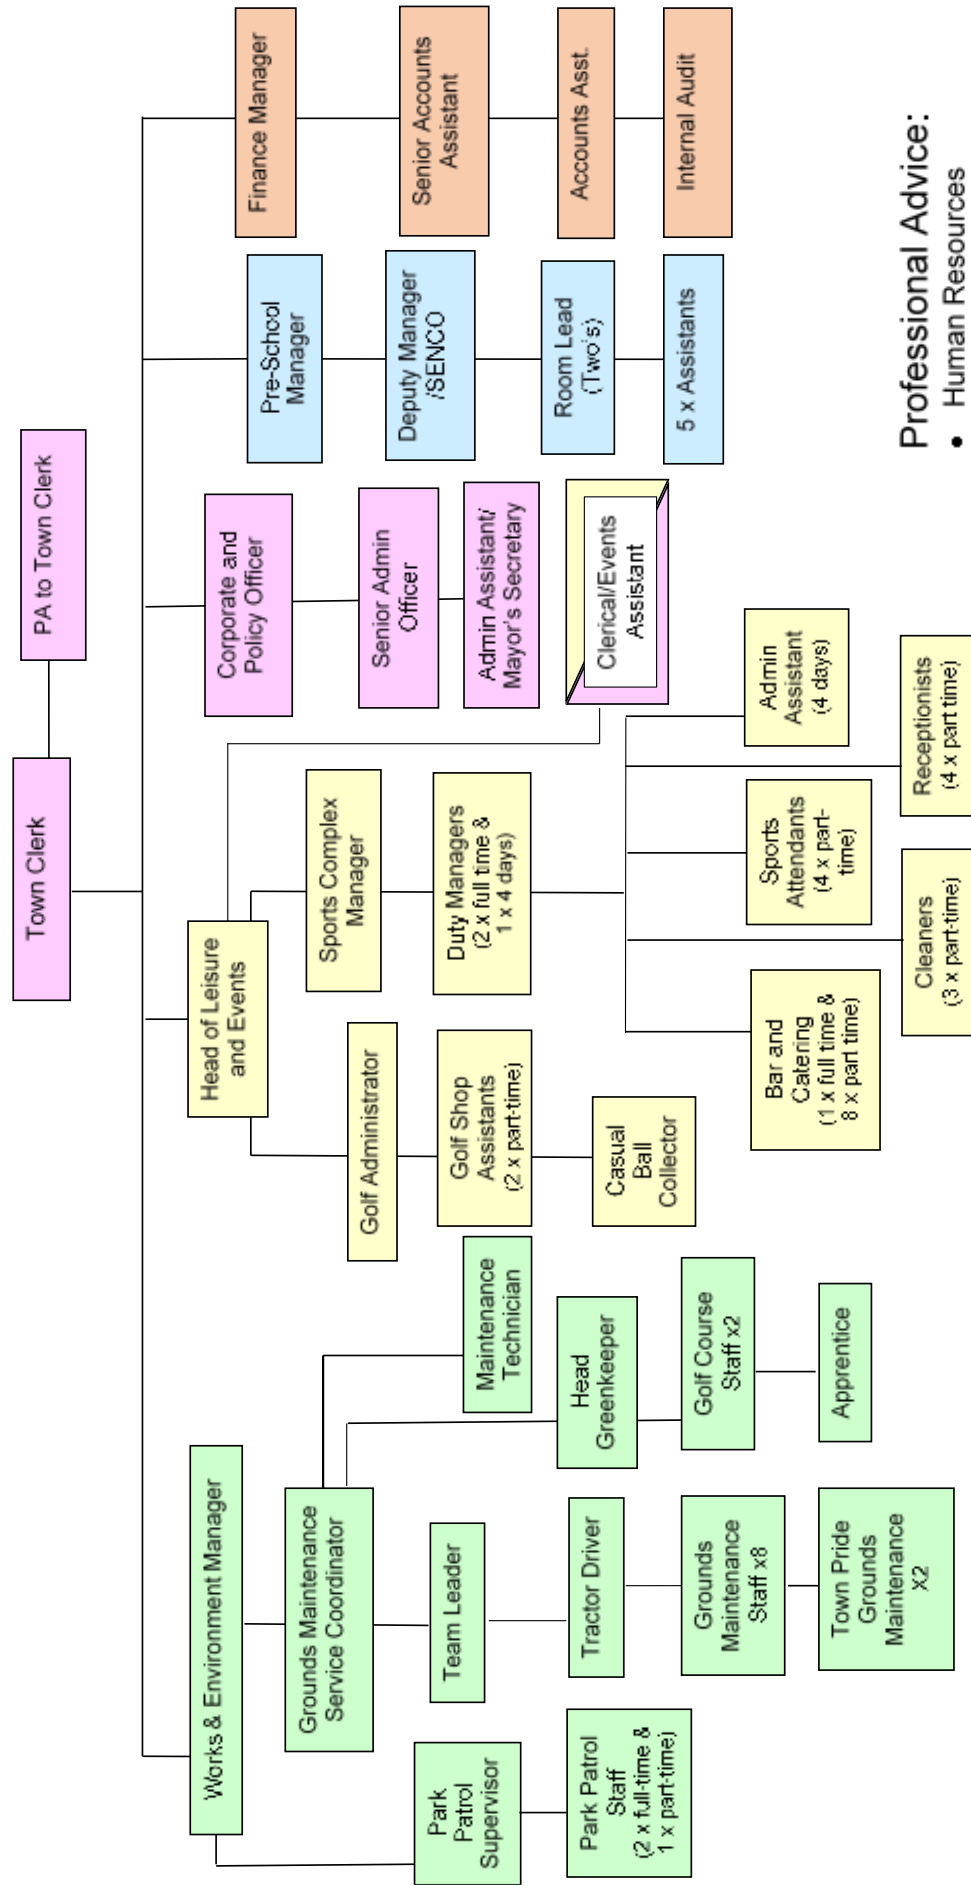 Town Clerk
PA to Town Clerk
Works & Environment Manager
Head of Leisure
and Events
Corporate and
Policy Officer
Pre-School
Manager
Finance Manager
Grounds Maintenance
Service Coordinator
Park
Patrol
Supervisor
Park Patrol
Staff
(2 x full-time &
1 x part-time)
Team Leader
Tractor Driver
Grounds
Maintenance
Staff x8
Town Pride
Grounds
Maintenance
X2
Maintenance
Technician
Head
Greenkeeper
Golf Course
Staff x2
Apprentice
Golf Administrator
Golf Shop
Assistants
(2 x part-time)
Casual
Ball
Collector
Sports Complex
Manager
Duty Managers
(2 x full time &
1 x 4 days)
Bar and
Catering
(1 x full time &
8 x part time)
Cleaners
(3 x part-time)
Sports
Attendants
(4 x part-
time)
Receptionists
(4 x part time)
Admin
Assistant
(4 days)
Senior Admin
Officer
Admin Assistant/
Mayor's Secretary
Clerical/Events
Assistant
Deputy Manager
/SENCO
Room Lead
(Two's)
5 x Assistants
Senior Accounts
Assistant
Accounts Asst.
Internal Audit
Professional Advice:
• Human Resources